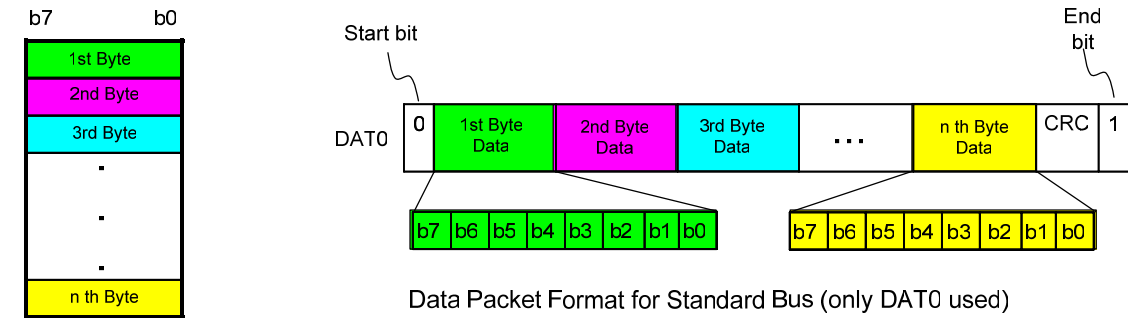 b7 b0
1st Byte
2nd Byte
3rd Byte
n th Byte
Start bit
End
bit
DAT0
0
1st Byte
Data
2nd Byte
Data
3rd Byte
Data
...
n th Byte
Data
CRC
1
b7 b6 b5 b4 b3 b2 b1 b0
b7 b6 b5 b4 b3 b2 b1 b0
Data Packet Format for Standard Bus (only DAT0 used)